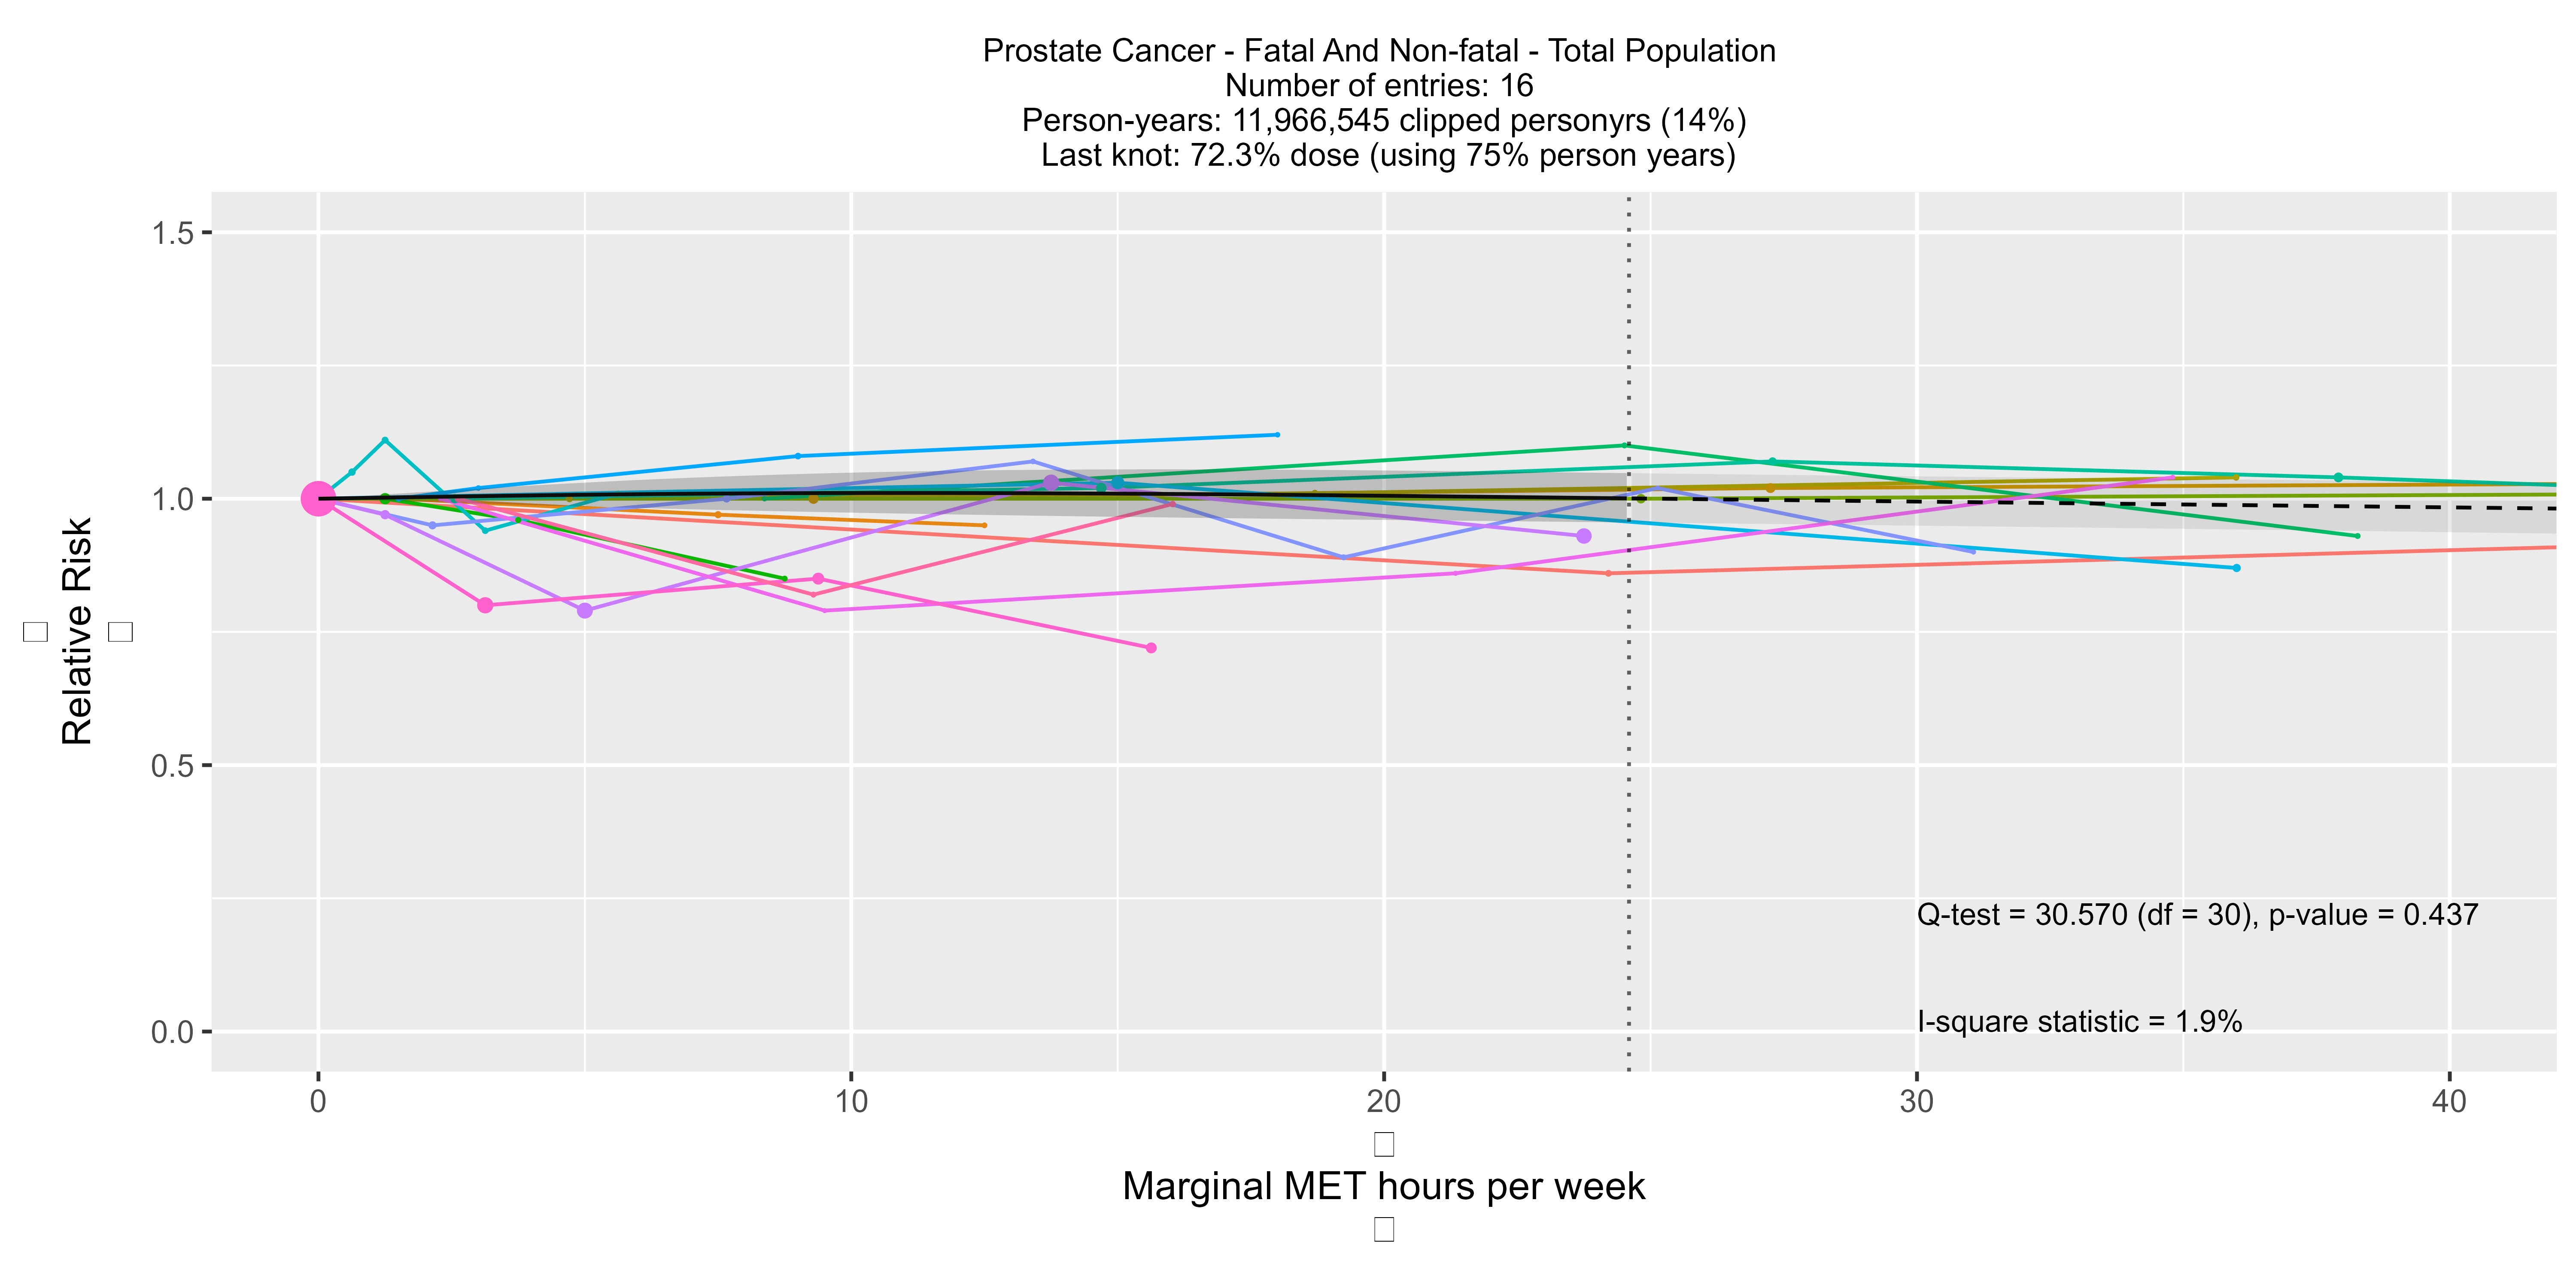 Prostate Cancer - Fatal And Non-fatal - Total Population
Number of entries: 16
Person-years: 11,966,545 clipped personyrs (14%)
Last knot: 72.3% dose (using 75% person years)
1.5
1.0
0.5
0.0
Relative Risk
Q-test = 30.570 (df = 30), p-value = 0.437
I-square statistic = 1.9%
0 10 20 30 40
Marginal MET hours per week